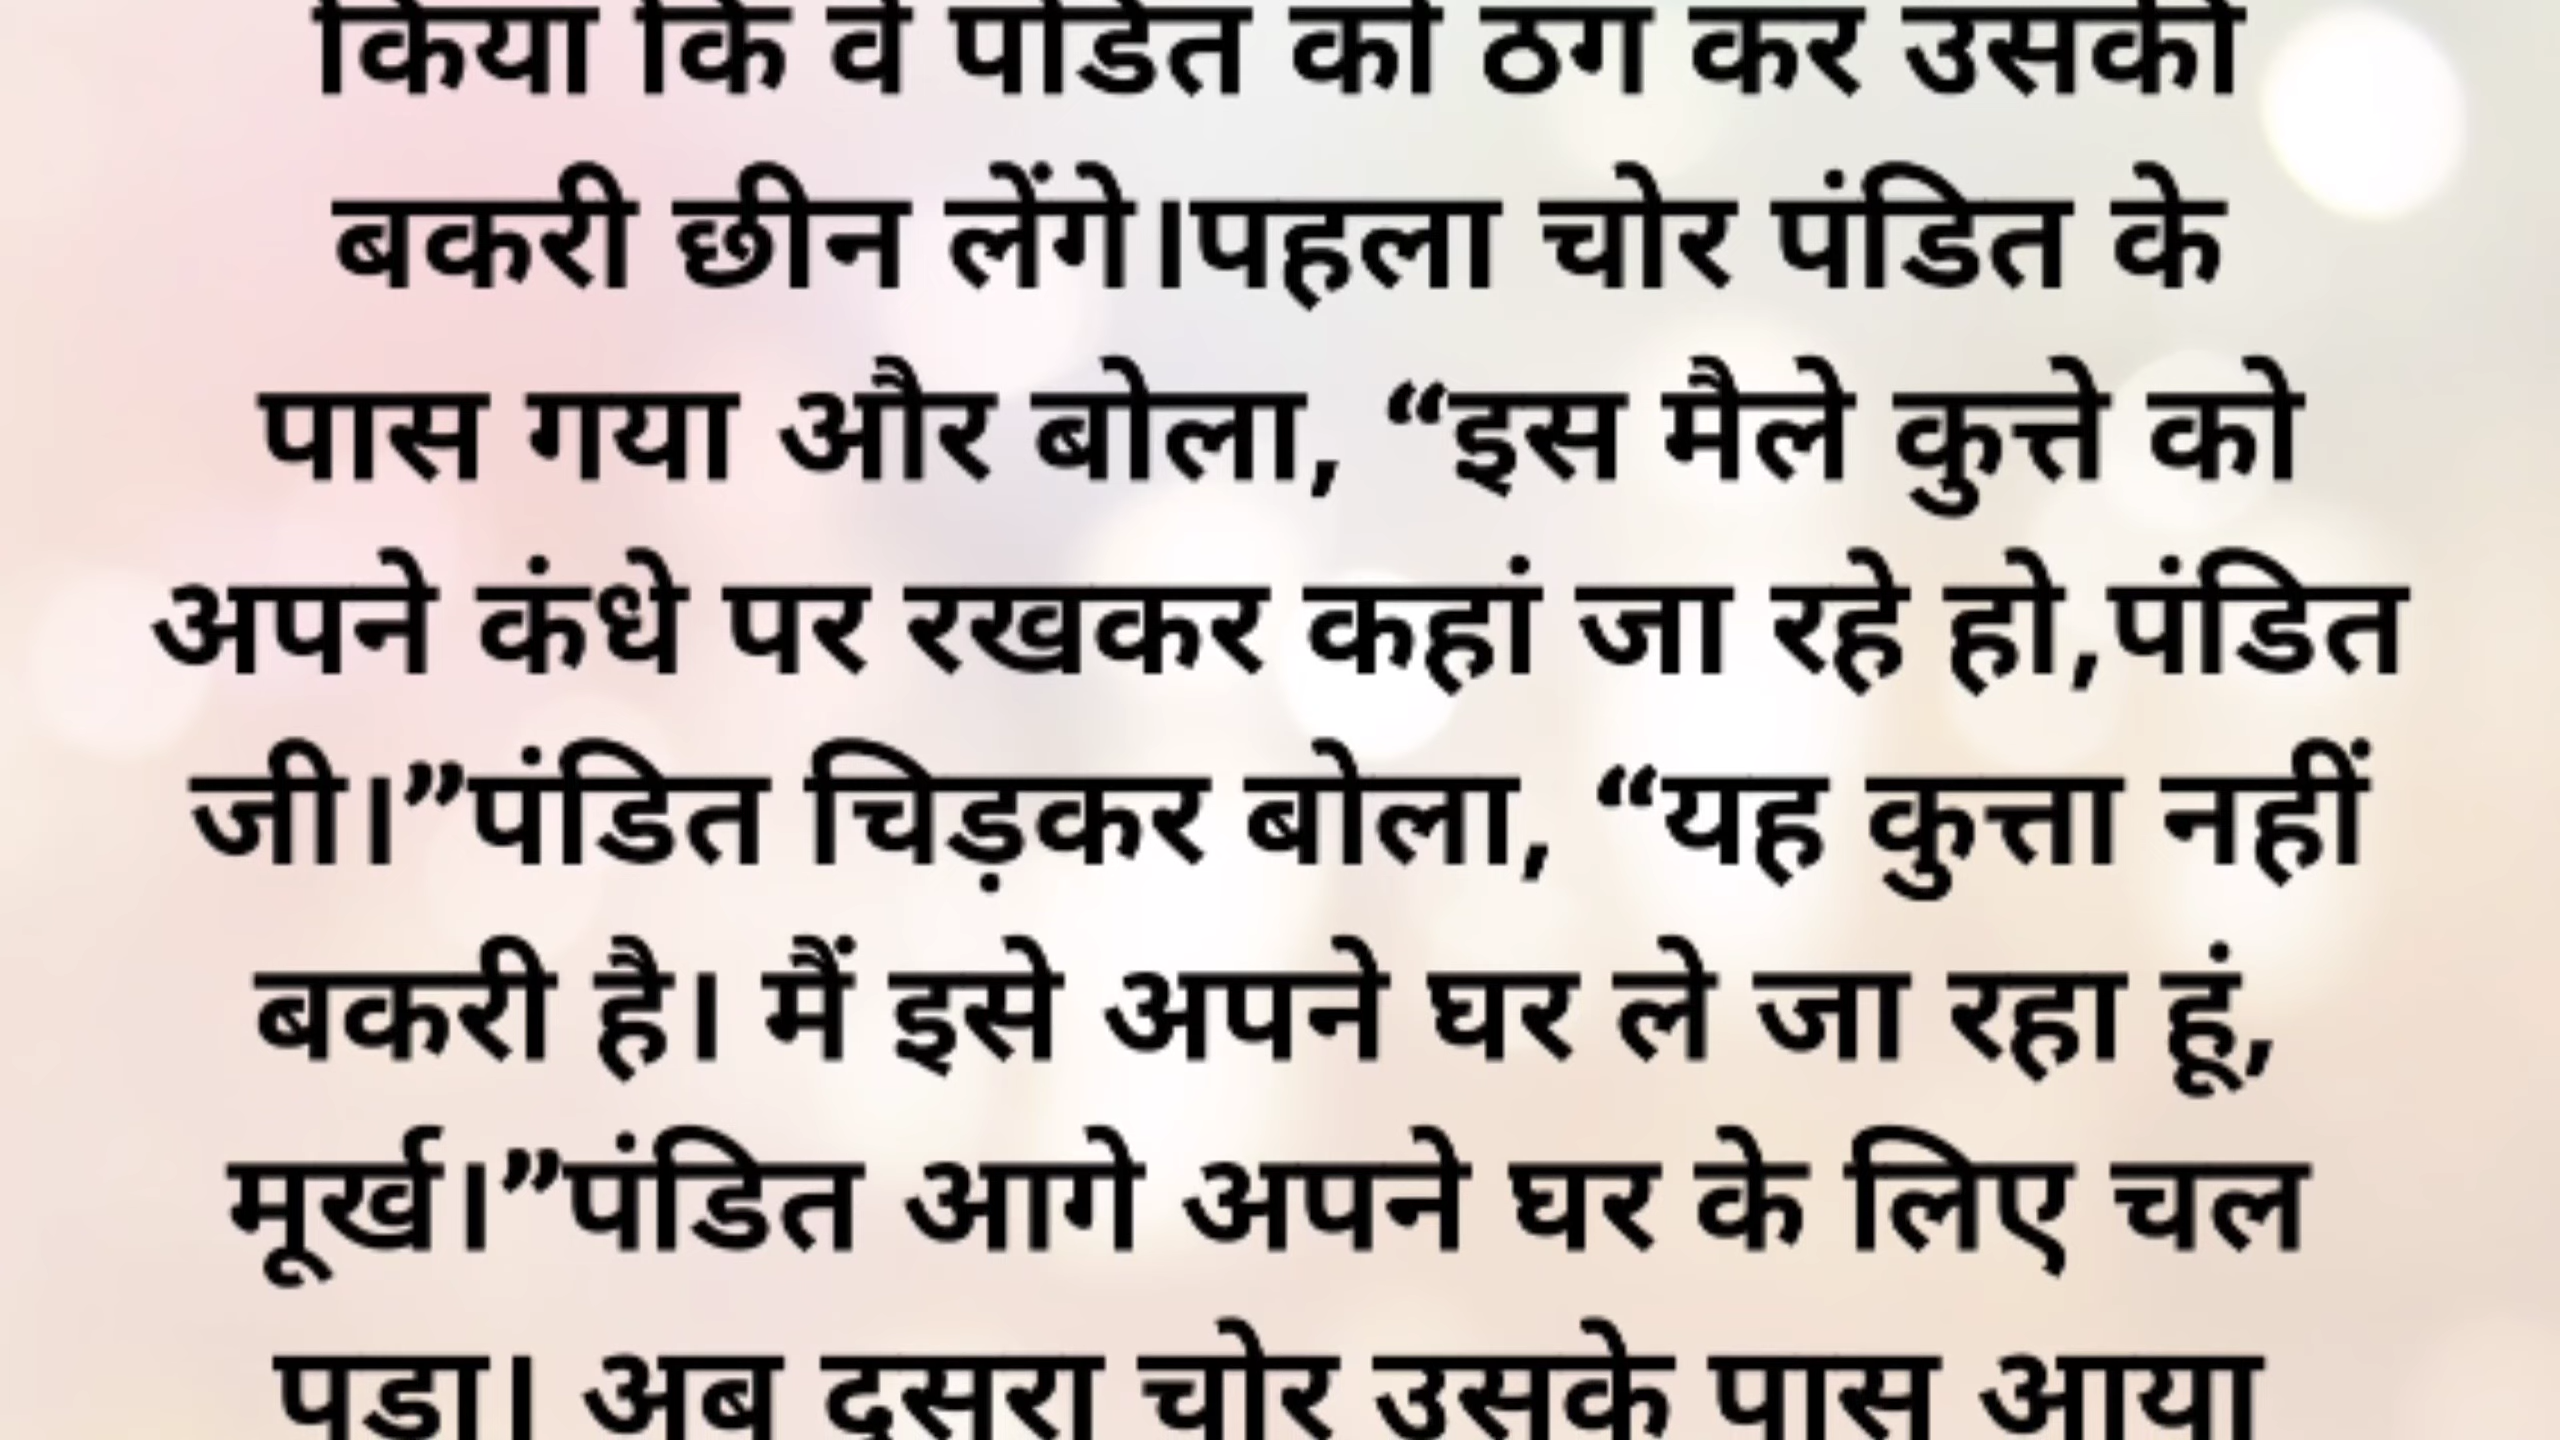 किया कि वे पंडित को ठग कर उसकी
बकरी छीन लेंगे।पहला चोर पंडित के
पास गया और बोला, “इस मैले कुत्ते को
अपने कंधे पर रखकर कहां जा रहे हो,पंडित
जी।”पंडित चिड़कर बोला, “यह कुत्ता नहीं
बकरी है। मैं इसे अपने घर ले जा रहा हूं,
मूर्ख।”पंडित आगे अपने घर के लिए चल
पड़ा। अब दूसरा चोर उसके पास आया